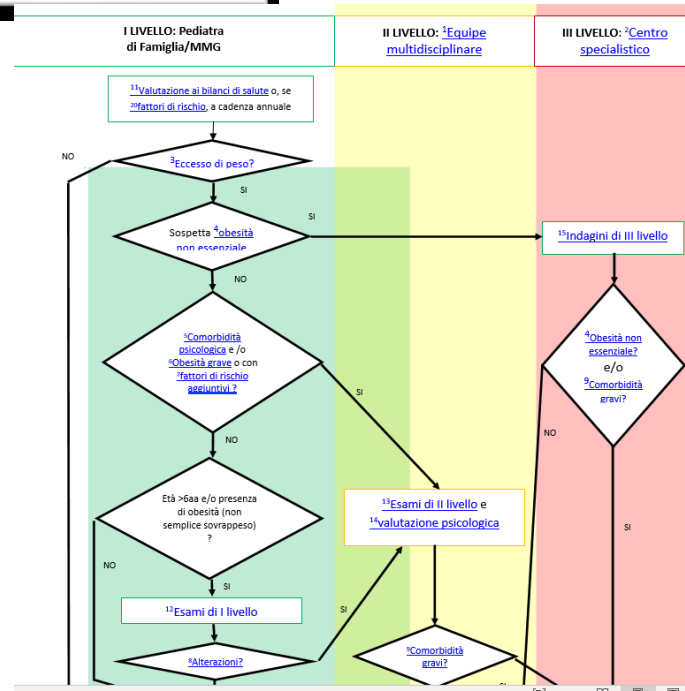 I LIVELLO: Pediatra
di Famiglia/MMG
II LIVELLO: ¹Equipe
multidisciplinare
III LIVELLO: ²Centro
specialistico
¹¹Valutazione ai bilanci di salute o, se
²⁰fattori di rischio, a cadenza annuale
NO
³Eccesso di peso?
SI
Sospetta ⁴obesità
non essenziale
SI
¹⁵Indagini di III livello
NO
⁵Comorbidità
psicologica e /o
⁶Obesità grave o con
⁷fattori di rischio
aggiuntivi ?
⁴Obesità non
essenziale?
e/o
⁹Comorbidità
gravi?
SI
NO
NO
Età >6aa e/o presenza
di obesità (non
semplice sovrappeso)
?
¹³Esami di II livello e
¹⁴valutazione psicologica
SI
NO
SI
¹²Esami di I livello
SI
⁸Alterazioni?
⁹Comorbidità
gravi?
SI